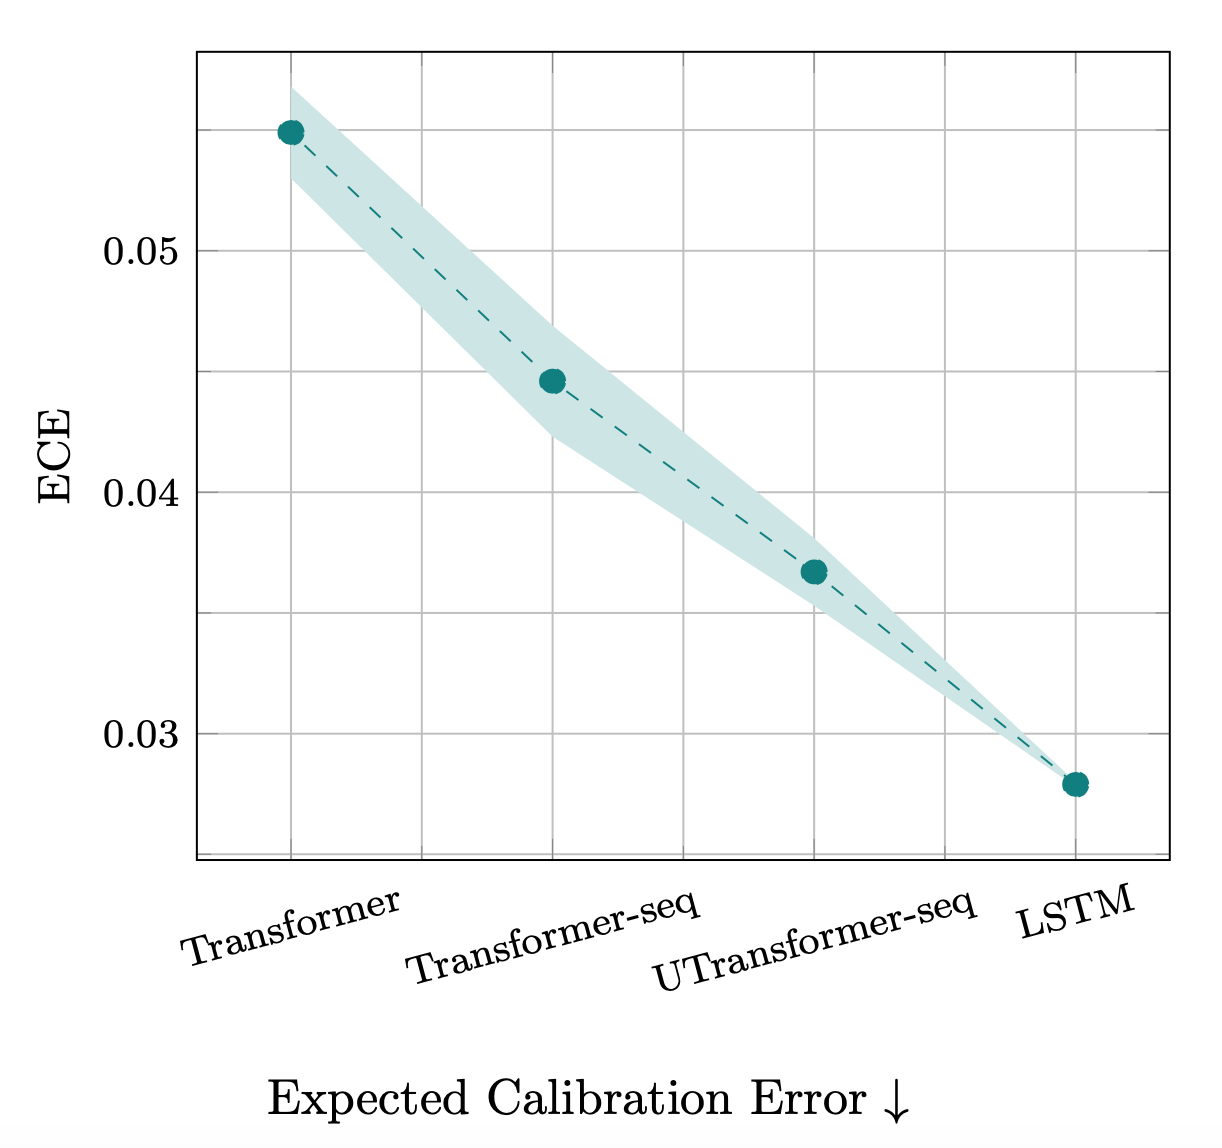 0.05
0.04
0.03
ECE
Transformer
Transformer-seq
UTransformer-seq
LSTM
Expected Calibration Error ↓